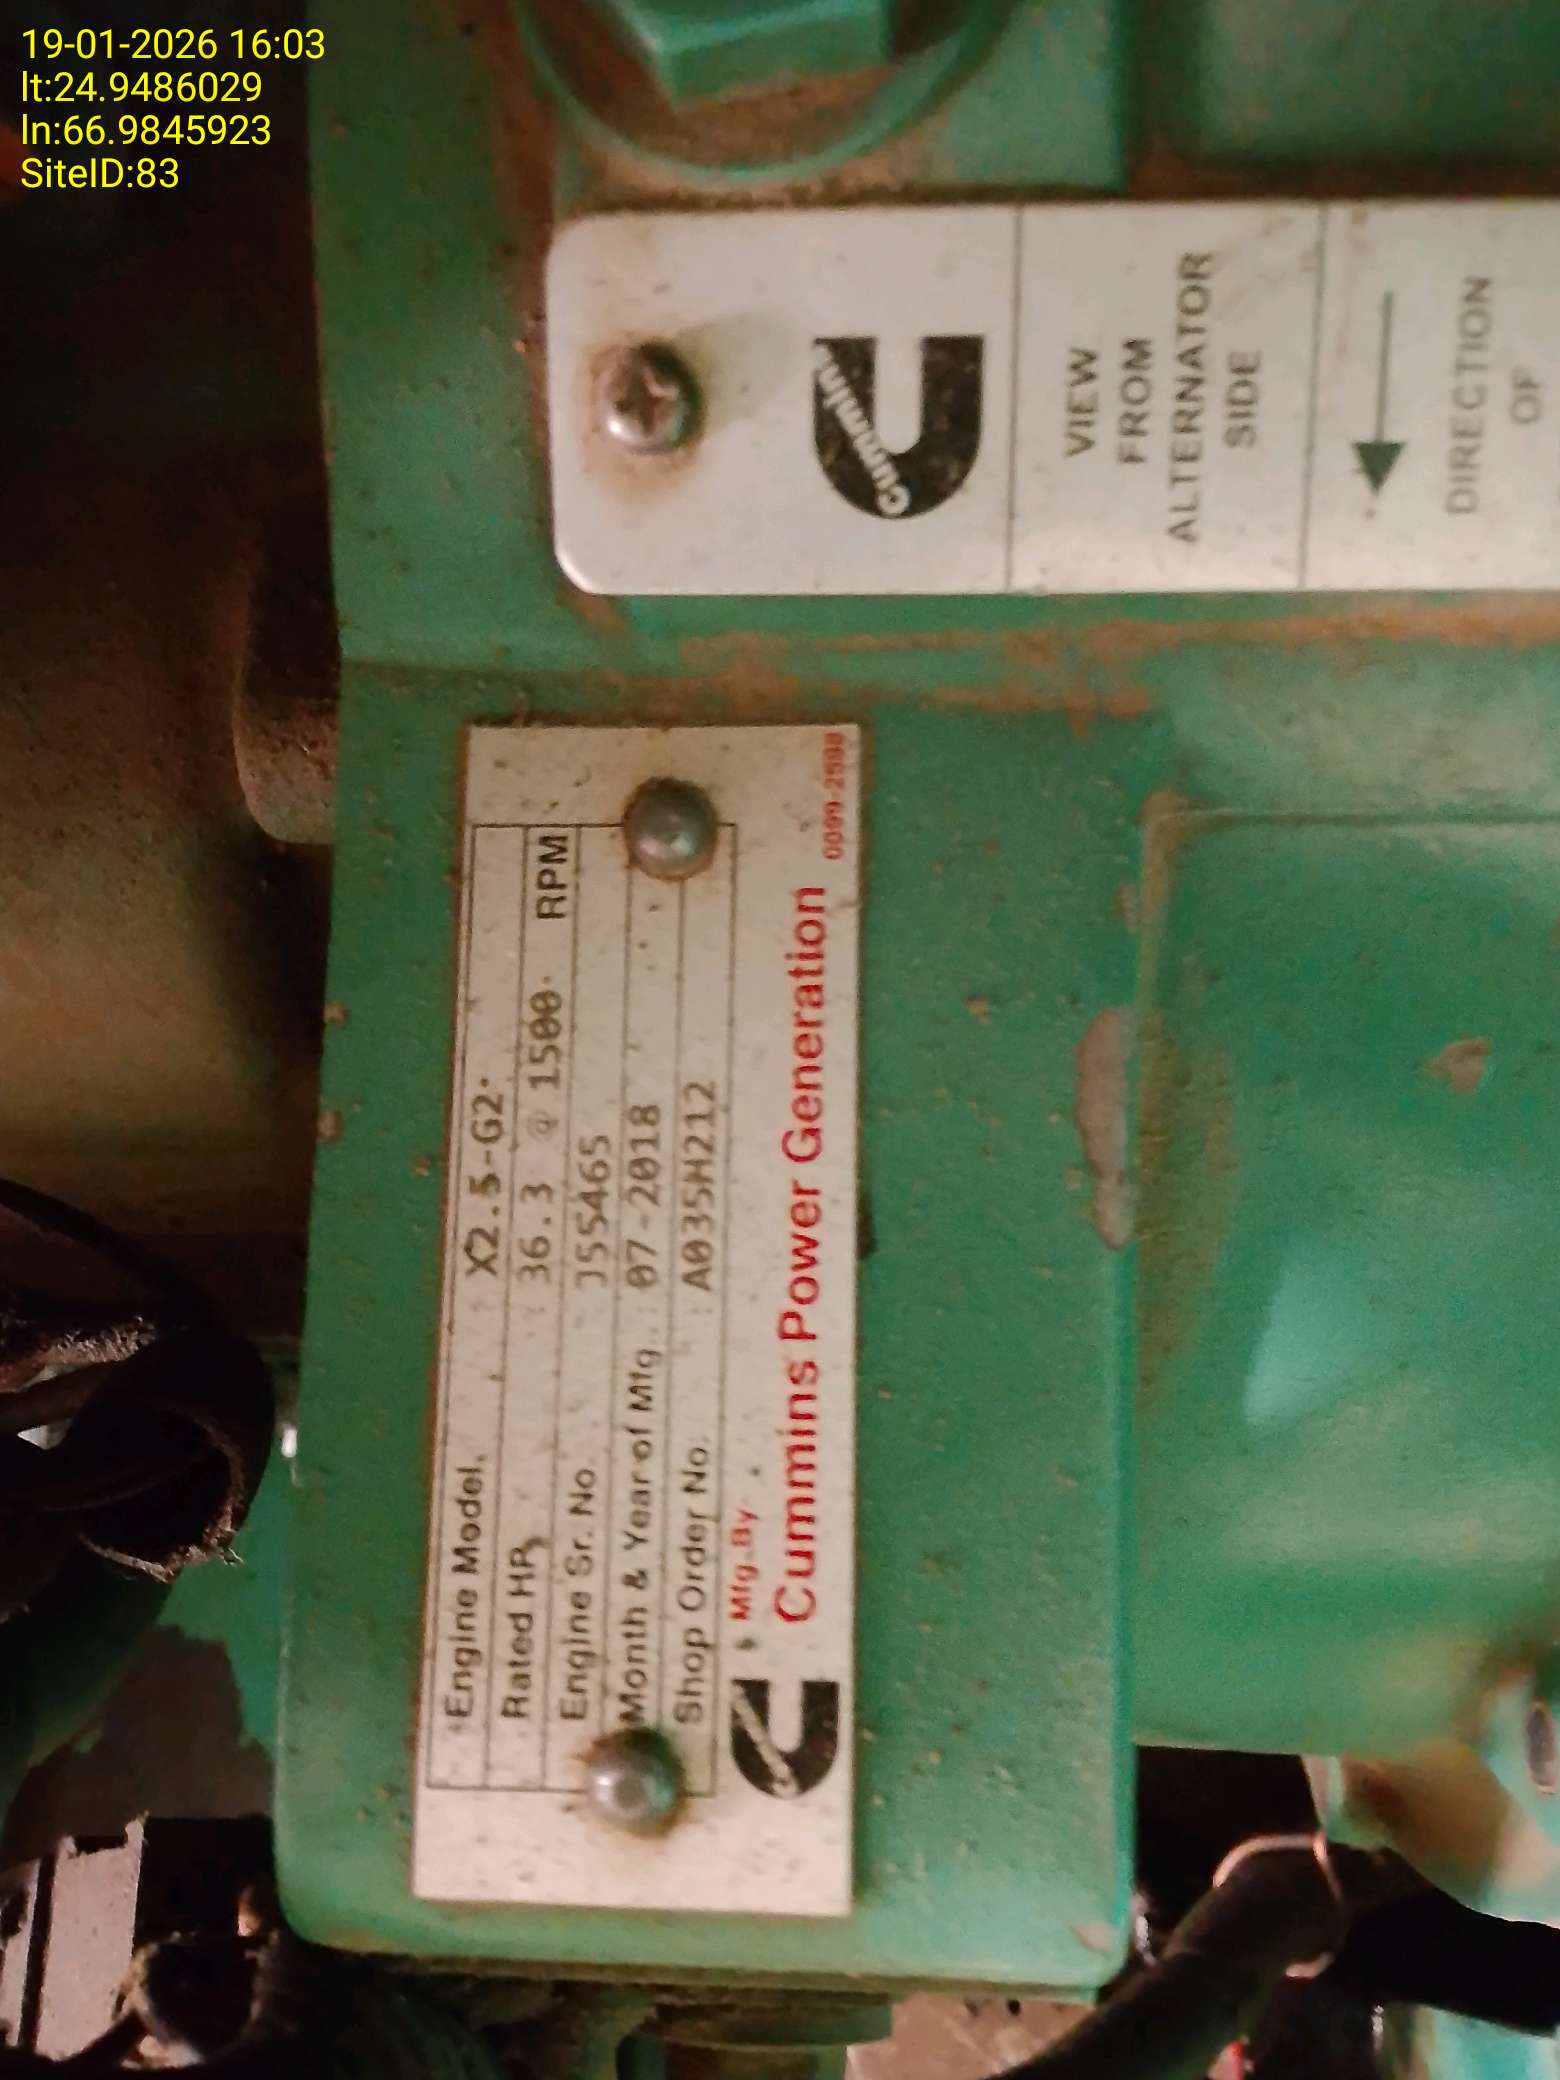 19-01-2026 16:03
lt:24.9486029
ln:66.9845923
SiteID:83
Cummins
VIEW
FROM
ALTERNATOR
SIDE
DIRECTION
OF
Engine Model. X2.5-G2
Rated HP 36.3 @ 1500 RPM
Engine Sr. No. J55465
Month & Year of Mfg. : 07-2018
Shop Order No. : A035H212
Mfg. By
Cummins Power Generation